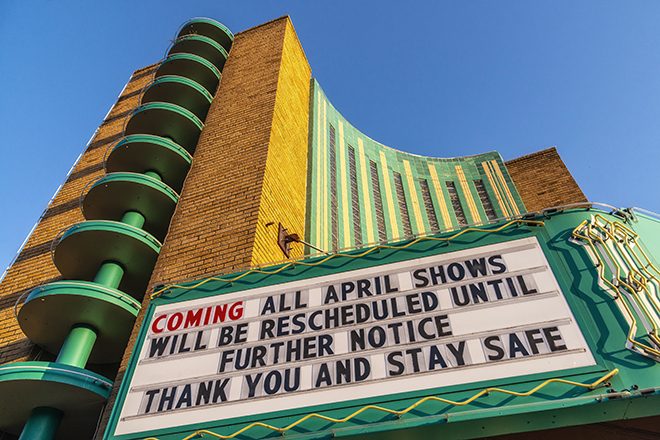 COMING ALL APRIL SHOWS
WILL BE RESCHEDULED UNTIL
FURTHER NOTICE
THANK YOU AND STAY SAFE